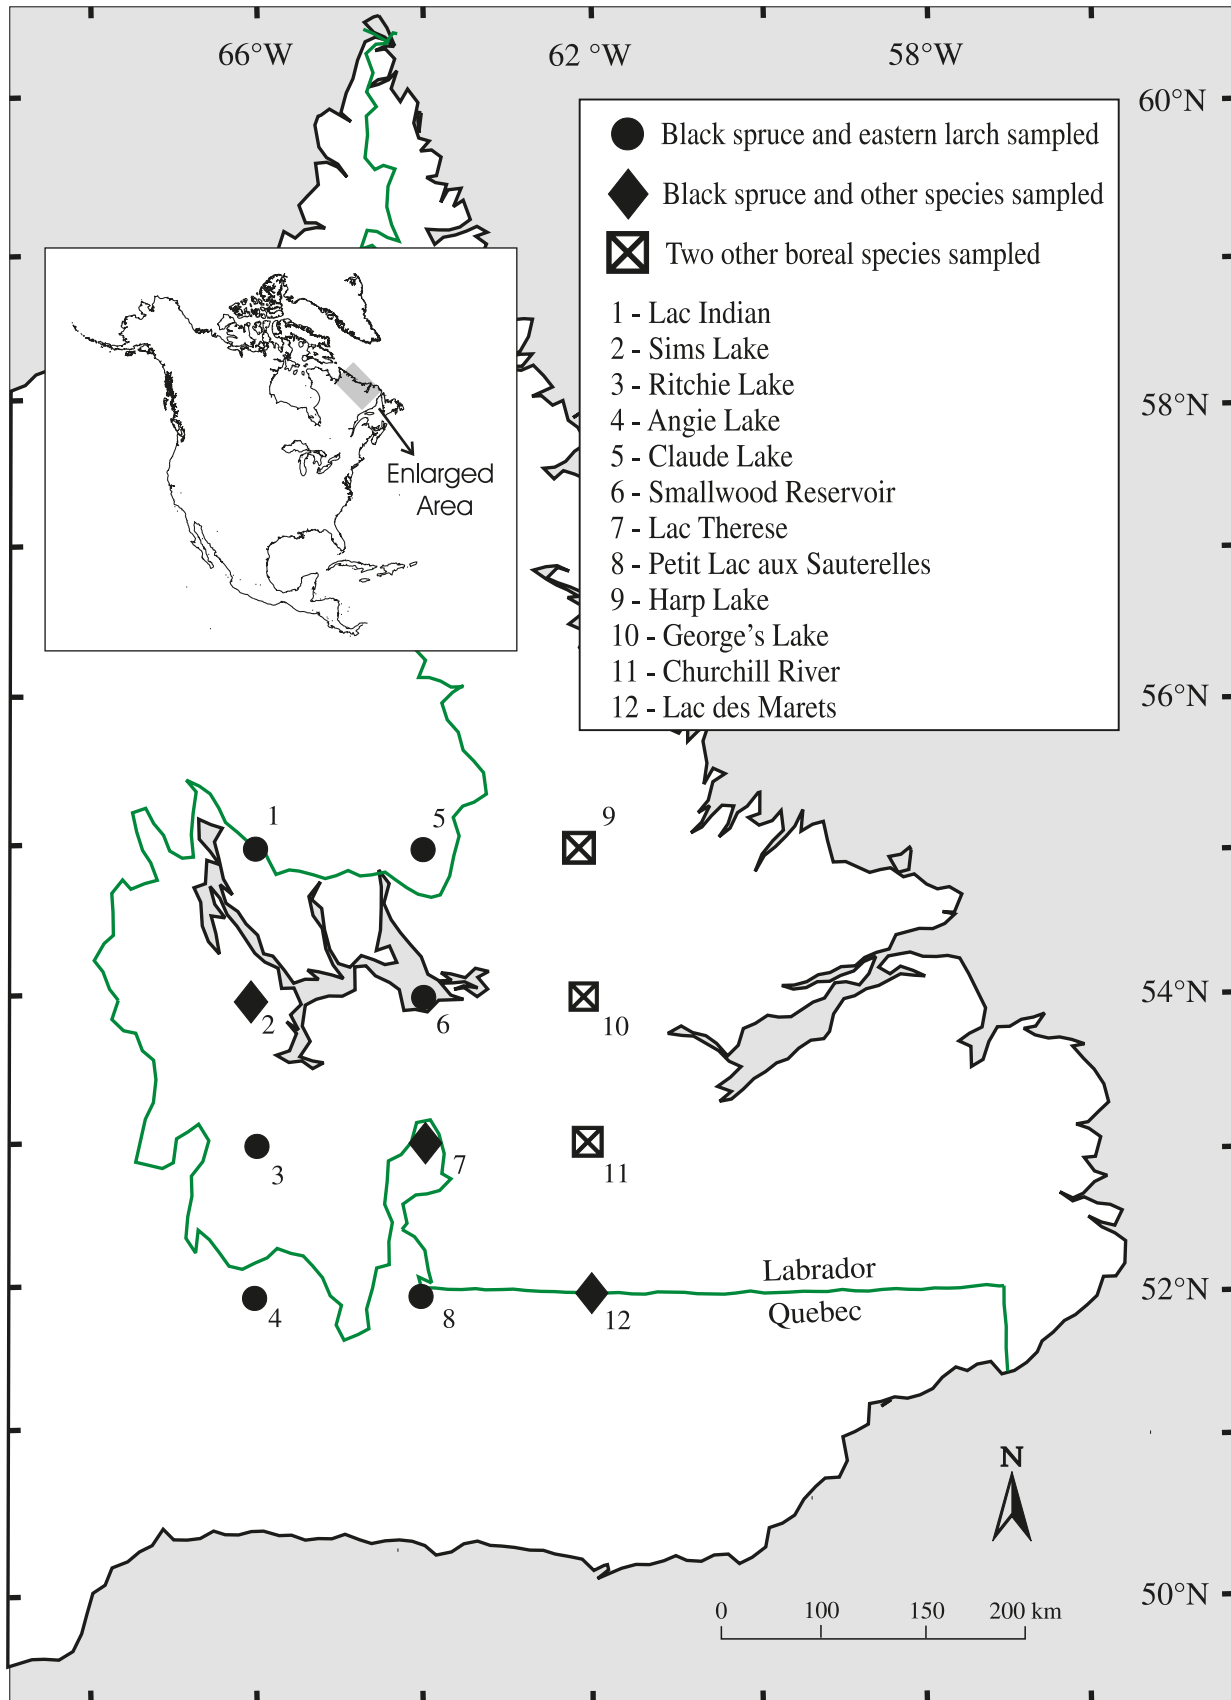 66°W
62 °W
58°W
60°N
Black spruce and eastern larch sampled
Black spruce and other species sampled
Two other boreal species sampled
1 - Lac Indian
2 - Sims Lake
3 - Ritchie Lake
4 - Angie Lake
5 - Claude Lake
6 - Smallwood Reservoir
7 - Lac Therese
8 - Petit Lac aux Sauterelles
9 - Harp Lake
10 - George's Lake
11 - Churchill River
12 - Lac des Marets
Enlarged
Area
58°N
56°N
1
5
9
54°N
2
6
10
3
7
11
Labrador
Quebec
52°N
4
8
12
N
50°N
0 100 150 200 km